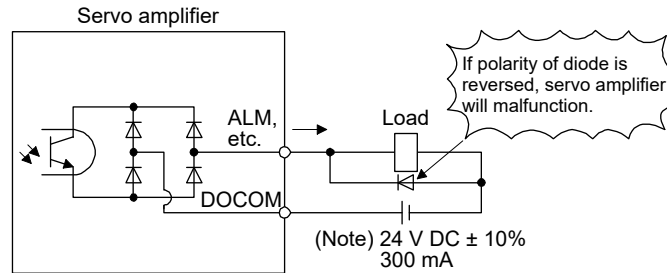 Servo amplifier
If polarity of diode is
reversed, servo amplifier
will malfunction.
ALM,
etc.
Load
DOCOM
(Note) 24 V DC ± 10%
300 mA